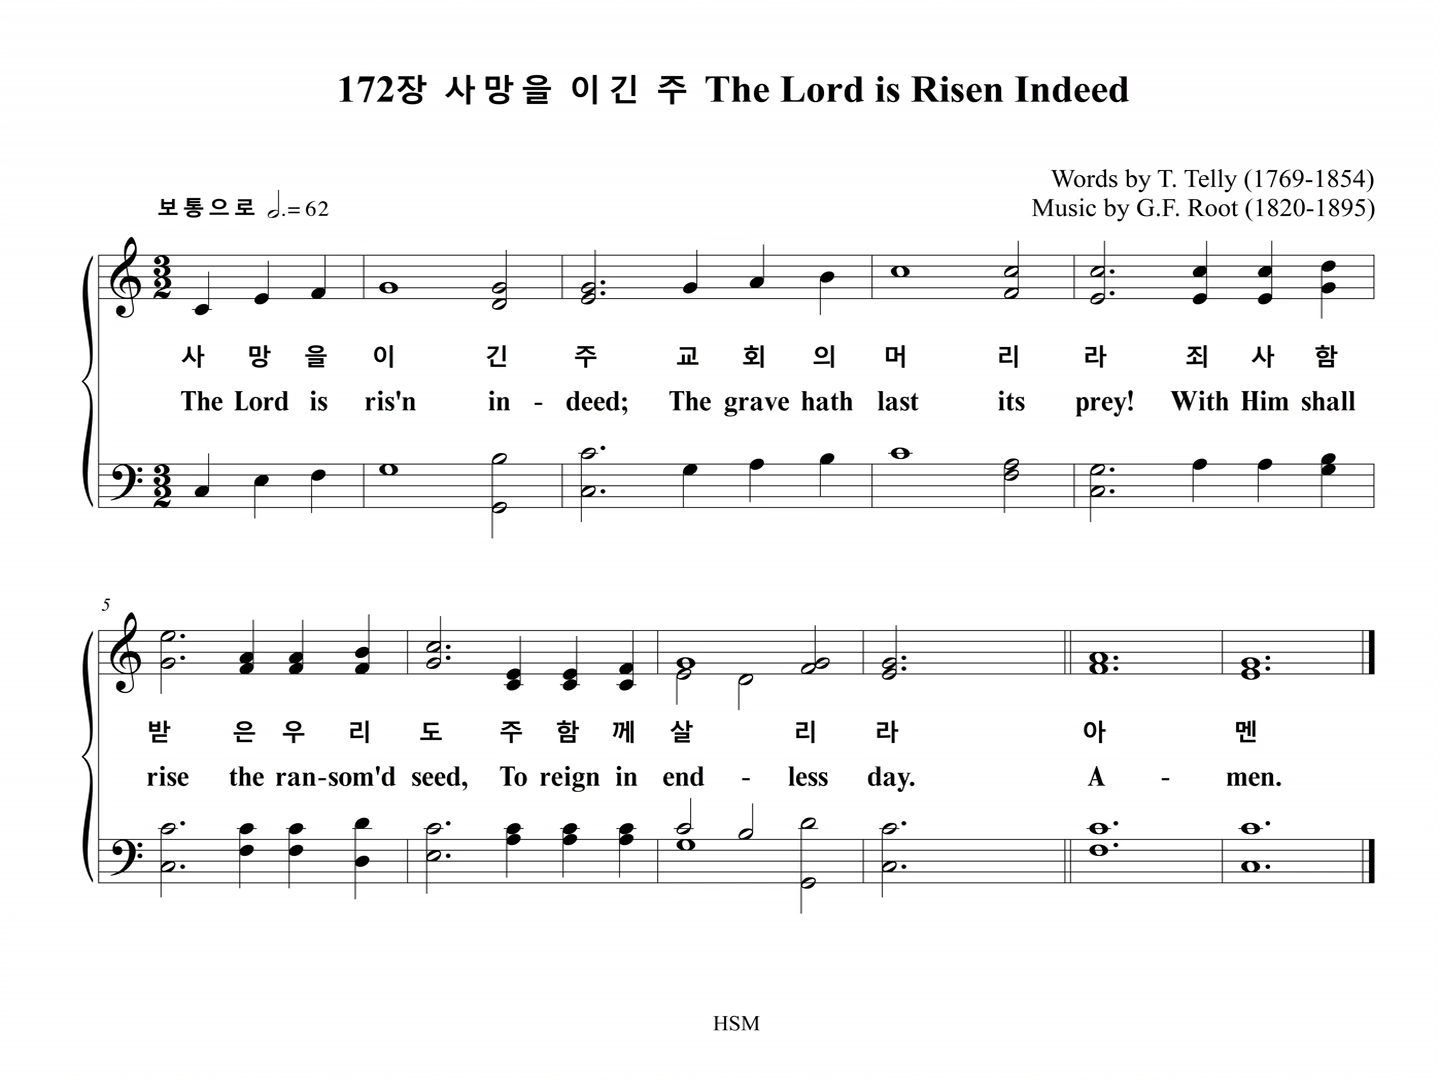 172장 사망을 이긴 주 The Lord is Risen Indeed
Words by T. Telly (1769-1854)
보통으로 𝅗𝅥.= 62
Music by G.F. Root (1820-1895)
3 2
사 망 을 이 긴 주 교 회 의 머 리 라 죄 사 함
The Lord is ris'n in - deed; The grave hath last its prey! With Him shall
3 2
5
받 은 우 리 도 주 함 께 살 리 라 아 멘
rise the ran-som'd seed, To reign in end - less day. A - men.
HSM